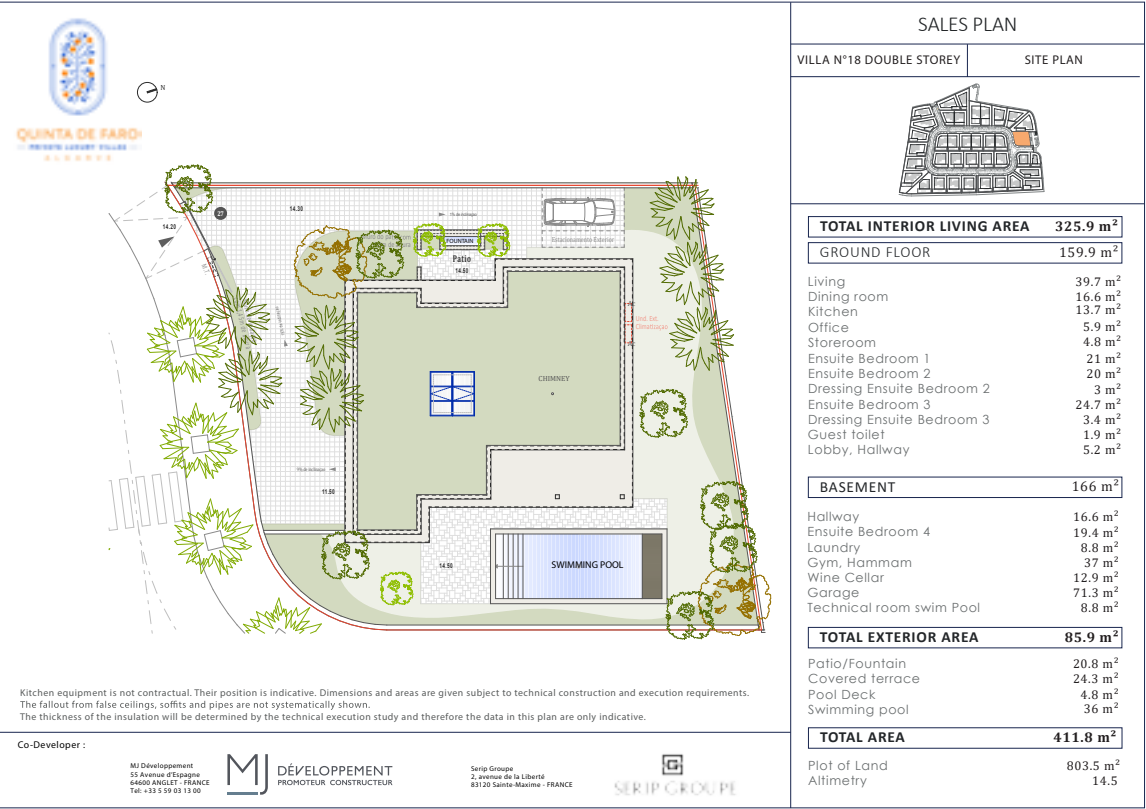 QUINTA DE FARO
PRIVATE LUXURY VILLAS
ALGARVE
N
27
14.30
14.20
FOUNTAIN
Patio
14.50
Estacionamento Exterior
Und. Ext.
Climatização
CHIMNEY
11.50
14.50
SWIMMING POOL
Kitchen equipment is not contractual. Their position is indicative. Dimensions and areas are given subject to technical construction and execution requirements.
The fallout from false ceilings, soffits and pipes are not systematically shown.
The thickness of the insulation will be determined by the technical execution study and therefore the data in this plan are only indicative.
Co-Developer :
MJ Développement
55 Avenue d'Espagne
64600 ANGLET - FRANCE
Tel: +33 5 59 03 13 00
MJ DÉVELOPPEMENT
PROMOTEUR CONSTRUCTEUR
Serip Groupe
2, avenue de la Liberté
83120 Sainte-Maxime - FRANCE
SERIP GROUPE
SALES PLAN
VILLA N°18 DOUBLE STOREY SITE PLAN
TOTAL INTERIOR LIVING AREA 325.9 m²
GROUND FLOOR 159.9 m²
Living 39.7 m²
Dining room 16.6 m²
Kitchen 13.7 m²
Office 5.9 m²
Storeroom 4.8 m²
Ensuite Bedroom 1 21 m²
Ensuite Bedroom 2 20 m²
Dressing Ensuite Bedroom 2 3 m²
Ensuite Bedroom 3 24.7 m²
Dressing Ensuite Bedroom 3 3.4 m²
Guest toilet 1.9 m²
Lobby, Hallway 5.2 m²
BASEMENT 166 m²
Hallway 16.6 m²
Ensuite Bedroom 4 19.4 m²
Laundry 8.8 m²
Gym, Hammam 37 m²
Wine Cellar 12.9 m²
Garage 71.3 m²
Technical room swim Pool 8.8 m²
TOTAL EXTERIOR AREA 85.9 m²
Patio/Fountain 20.8 m²
Covered terrace 24.3 m²
Pool Deck 4.8 m²
Swimming pool 36 m²
TOTAL AREA 411.8 m²
Plot of Land 803.5 m²
Altimetry 14.5